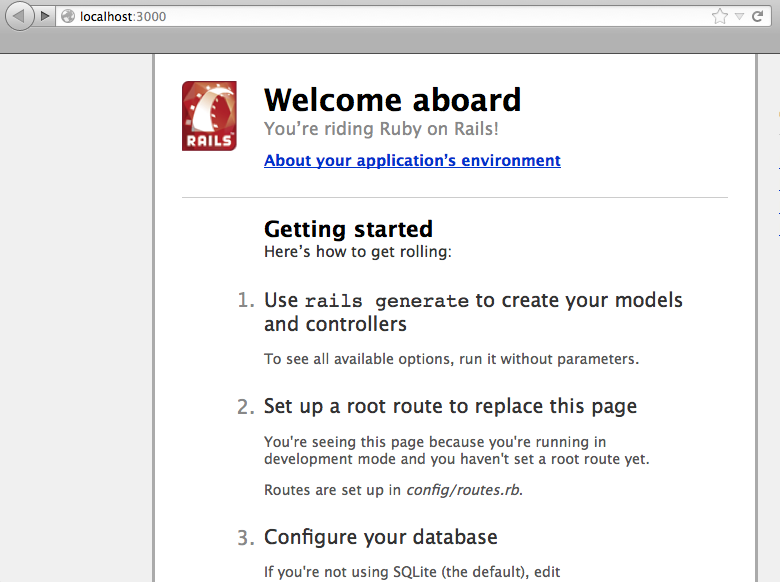 localhost:3000
RAILS
Welcome aboard
You're riding Ruby on Rails!
About your application's environment
Getting started
Here's how to get rolling:
1. Use rails generate to create your models
and controllers
To see all available options, run it without parameters.
2. Set up a root route to replace this page
You're seeing this page because you're running in
development mode and you haven't set a root route yet.
Routes are set up in config/routes.rb.
3. Configure your database
If you're not using SQLite (the default), edit